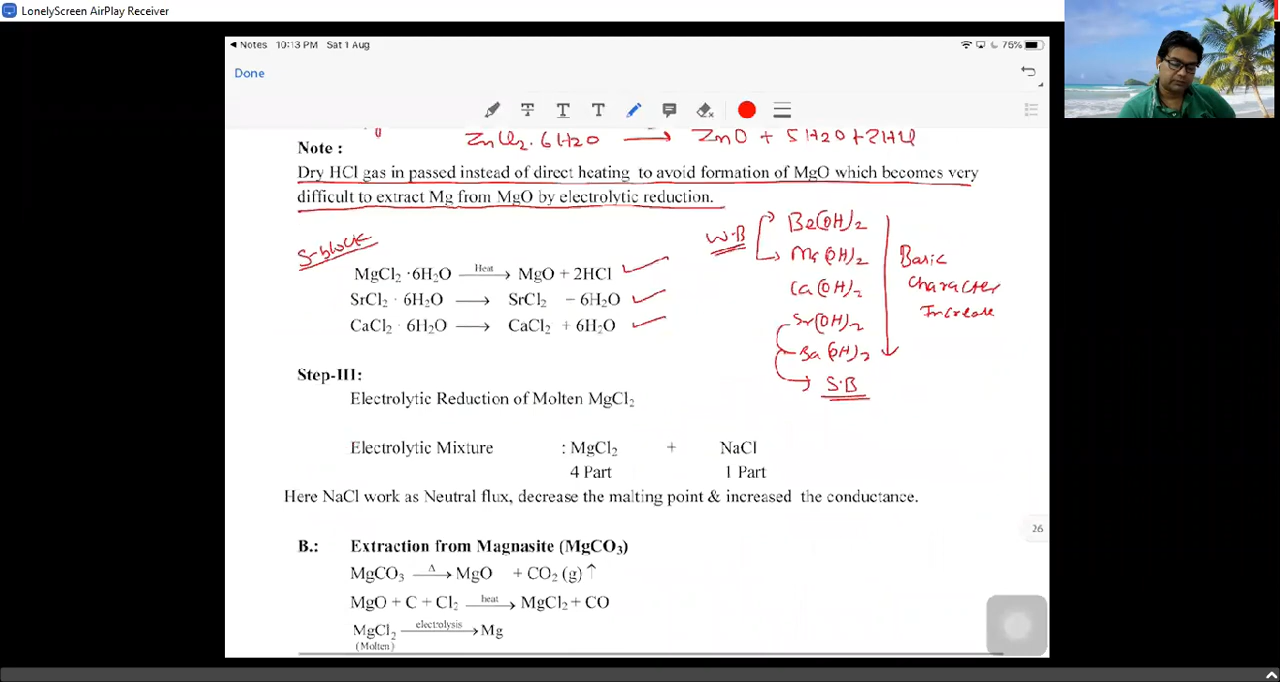 LonelyScreen AirPlay Receiver
Notes 10:13 PM Sat 1 Aug 75%
Done
T T T
ZnCl2·6H2O → ZnO + 5H2O + 2HCl
Note :
Dry HCl gas in passed instead of direct heating to avoid formation of MgO which becomes very
difficult to extract Mg from MgO by electrolytic reduction.
S-block
W·B
Be(OH)2
Mg(OH)2
Ca(OH)2
Sr(OH)2
Ba(OH)2
S·B
Basic
Character
Increase
MgCl₂ ·6H₂O —Heat→ MgO + 2HCl
SrCl₂ · 6H₂O → SrCl₂ − 6H₂O
CaCl₂ · 6H₂O → CaCl₂ + 6H₂O
Step-III:
Electrolytic Reduction of Molten MgCl₂
Electrolytic Mixture : MgCl₂ + NaCl
4 Part 1 Part
Here NaCl work as Neutral flux, decrease the malting point & increased the conductance.
26
B.: Extraction from Magnasite (MgCO₃)
MgCO₃ —Δ→ MgO + CO₂ (g) ↑
MgO + C + Cl₂ —heat→ MgCl₂ + CO
MgCl₂ —electrolysis→ Mg
(Molten)